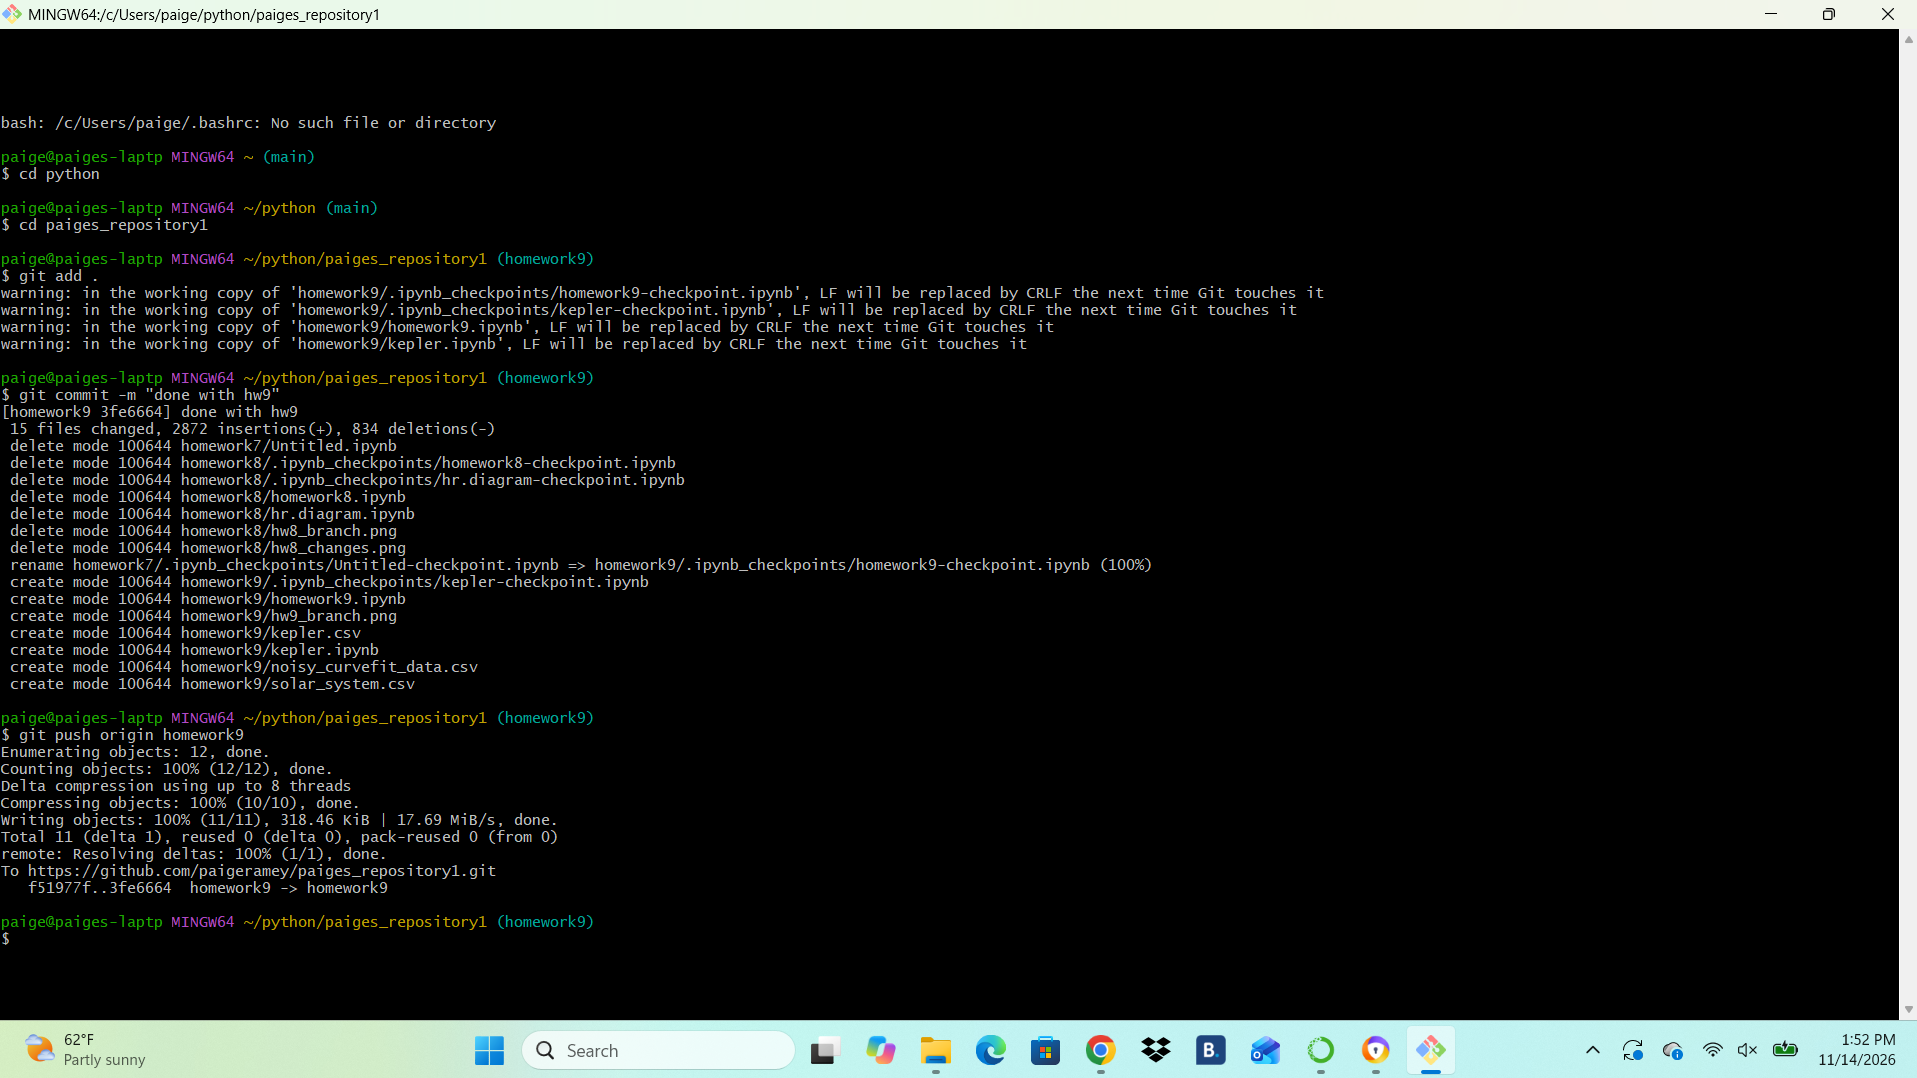 MINGW64:/c/Users/paige/python/paiges_repository1
bash: /c/Users/paige/.bashrc: No such file or directory
paige@paiges-laptp MINGW64 ~ (main)
$ cd python
paige@paiges-laptp MINGW64 ~/python (main)
$ cd paiges_repository1
paige@paiges-laptp MINGW64 ~/python/paiges_repository1 (homework9)
$ git add .
warning: in the working copy of 'homework9/.ipynb_checkpoints/homework9-checkpoint.ipynb', LF will be replaced by CRLF the next time Git touches it
warning: in the working copy of 'homework9/.ipynb_checkpoints/kepler-checkpoint.ipynb', LF will be replaced by CRLF the next time Git touches it
warning: in the working copy of 'homework9/homework9.ipynb', LF will be replaced by CRLF the next time Git touches it
warning: in the working copy of 'homework9/kepler.ipynb', LF will be replaced by CRLF the next time Git touches it
paige@paiges-laptp MINGW64 ~/python/paiges_repository1 (homework9)
$ git commit -m "done with hw9"
[homework9 3fe6664] done with hw9
15 files changed, 2872 insertions(+), 834 deletions(-)
delete mode 100644 homework7/Untitled.ipynb
delete mode 100644 homework8/.ipynb_checkpoints/homework8-checkpoint.ipynb
delete mode 100644 homework8/.ipynb_checkpoints/hr.diagram-checkpoint.ipynb
delete mode 100644 homework8/homework8.ipynb
delete mode 100644 homework8/hr.diagram.ipynb
delete mode 100644 homework8/hw8_branch.png
delete mode 100644 homework8/hw8_changes.png
rename homework7/.ipynb_checkpoints/Untitled-checkpoint.ipynb => homework9/.ipynb_checkpoints/homework9-checkpoint.ipynb (100%)
create mode 100644 homework9/.ipynb_checkpoints/kepler-checkpoint.ipynb
create mode 100644 homework9/homework9.ipynb
create mode 100644 homework9/hw9_branch.png
create mode 100644 homework9/kepler.csv
create mode 100644 homework9/kepler.ipynb
create mode 100644 homework9/noisy_curvefit_data.csv
create mode 100644 homework9/solar_system.csv
paige@paiges-laptp MINGW64 ~/python/paiges_repository1 (homework9)
$ git push origin homework9
Enumerating objects: 12, done.
Counting objects: 100% (12/12), done.
Delta compression using up to 8 threads
Compressing objects: 100% (10/10), done.
Writing objects: 100% (11/11), 318.46 KiB | 17.69 MiB/s, done.
Total 11 (delta 1), reused 0 (delta 0), pack-reused 0 (from 0)
remote: Resolving deltas: 100% (1/1), done.
To https://github.com/paigeramey/paiges_repository1.git
f51977f..3fe6664  homework9 -> homework9
paige@paiges-laptp MINGW64 ~/python/paiges_repository1 (homework9)
$
62°F
Partly sunny
Search
B.
1:52 PM
11/14/2026